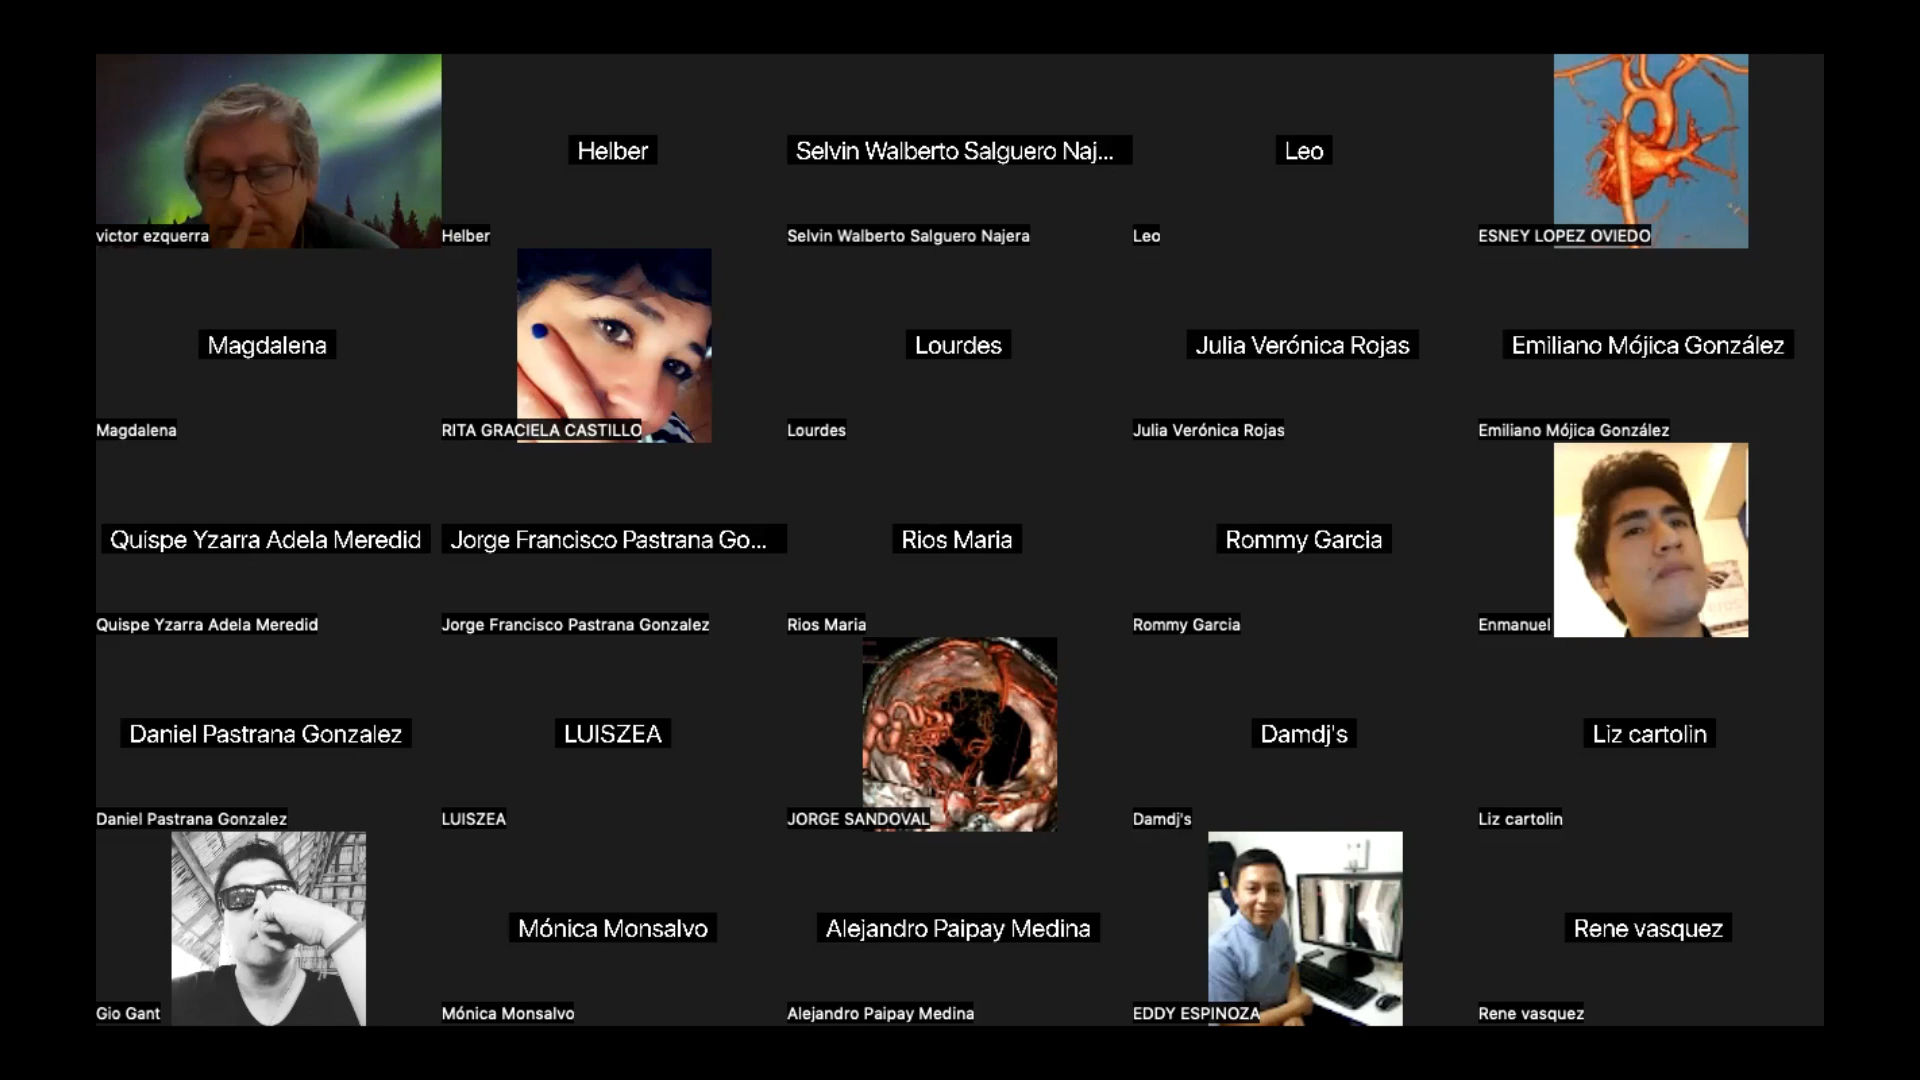 Helber
Selvin Walberto Salguero Naj...
Leo
victor ezquerra
Helber
Selvin Walberto Salguero Najera
Leo
ESNEY LOPEZ OVIEDO
Magdalena
Lourdes
Julia Verónica Rojas
Emiliano Mójica González
Magdalena
RITA GRACIELA CASTILLO
Lourdes
Julia Verónica Rojas
Emiliano Mójica González
Quispe Yzarra Adela Meredid
Jorge Francisco Pastrana Go...
Rios Maria
Rommy Garcia
Quispe Yzarra Adela Meredid
Jorge Francisco Pastrana Gonzalez
Rios Maria
Rommy Garcia
Enmanuel
Daniel Pastrana Gonzalez
LUISZEA
Damdj's
Liz cartolin
Daniel Pastrana Gonzalez
LUISZEA
JORGE SANDOVAL
Damdj's
Liz cartolin
Mónica Monsalvo
Alejandro Paipay Medina
Rene vasquez
Gio Gant
Mónica Monsalvo
Alejandro Paipay Medina
EDDY ESPINOZA
Rene vasquez